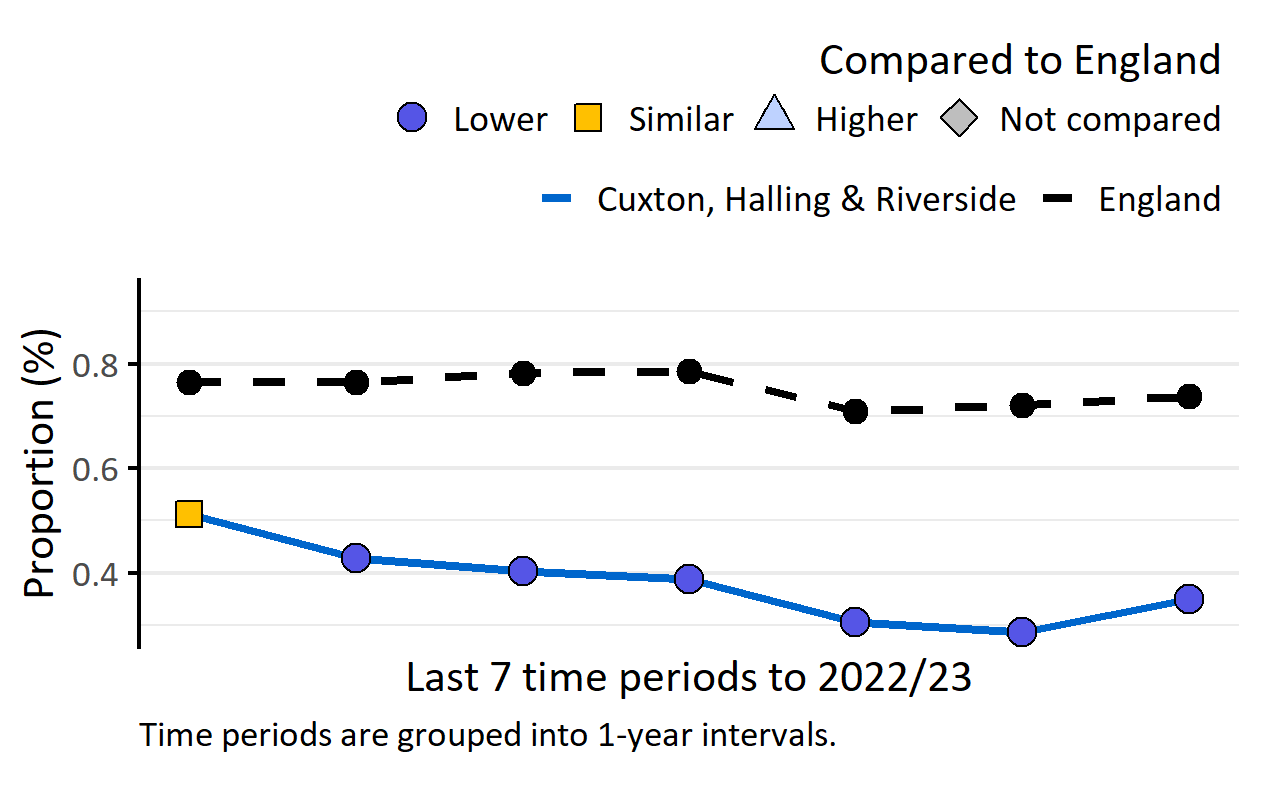 Compared to England
Lower Similar Higher Not compared
Cuxton, Halling & Riverside England
Proportion (%)
0.8
0.6
0.4
Last 7 time periods to 2022/23
Time periods are grouped into 1-year intervals.